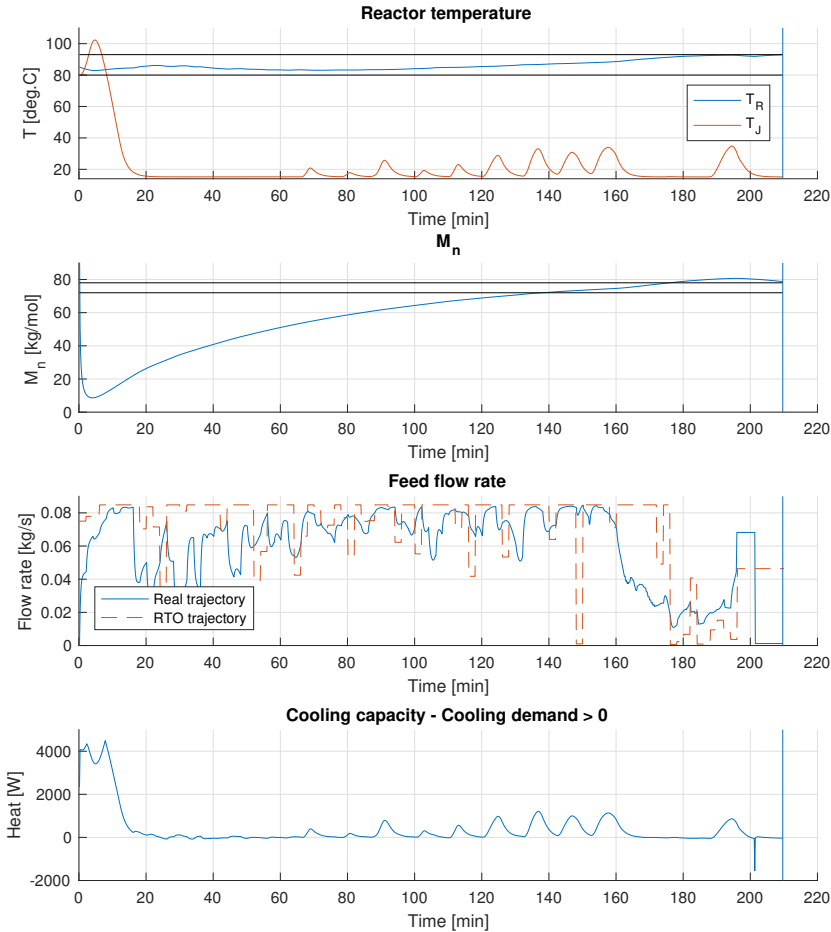 Reactor temperature
T [deg.C]
100
80
60
40
20
T_R
T_J
0 20 40 60 80 100 120 140 160 180 200 220
Time [min]
M_n
M_n [kg/mol]
80
60
40
20
0
0 20 40 60 80 100 120 140 160 180 200 220
Time [min]
Feed flow rate
Flow rate [kg/s]
0.08
0.06
0.04
0.02
0
Real trajectory
RTO trajectory
0 20 40 60 80 100 120 140 160 180 200 220
Time [min]
Cooling capacity - Cooling demand > 0
Heat [W]
4000
2000
0
-2000
0 20 40 60 80 100 120 140 160 180 200 220
Time [min]